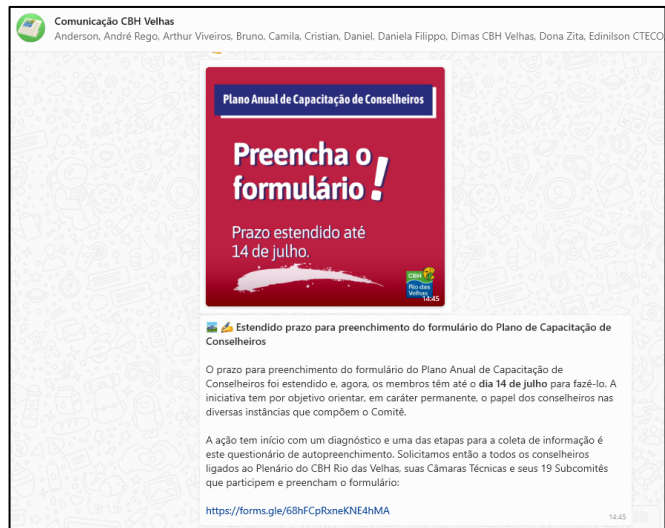 Comunicação CBH Velhas
Anderson, André Rego, Arthur Viveiros, Bruno, Camila, Cristian, Daniel, Daniela Filippo, Dimas CBH Velhas, Dona Zita, Edinilson CTECO
Plano Anual de Capacitação de Conselheiros
Preencha o
formulário!
Prazo estendido até
14 de julho.
CBH
Rio das
Velhas
14:45
Estendido prazo para preenchimento do formulário do Plano de Capacitação de
Conselheiros
O prazo para preenchimento do formulário do Plano Anual de Capacitação de
Conselheiros foi estendido e, agora, os membros têm até o dia 14 de julho para fazê-lo. A
iniciativa tem por objetivo orientar, em caráter permanente, o papel dos conselheiros nas
diversas instâncias que compõem o Comitê.
A ação tem início com um diagnóstico e uma das etapas para a coleta de informação é
este questionário de autopreenchimento. Solicitamos então a todos os conselheiros
ligados ao Plenário do CBH Rio das Velhas, suas Câmaras Técnicas e seus 19 Subcomitês
que participem e preencham o formulário:
https://forms.gle/68hFCpRxneKNE4hMA
14:45